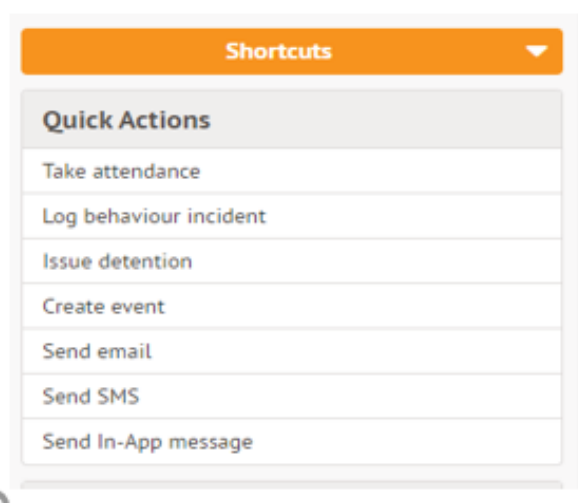 Shortcuts
Quick Actions
Take attendance
Log behaviour incident
Issue detention
Create event
Send email
Send SMS
Send In-App message